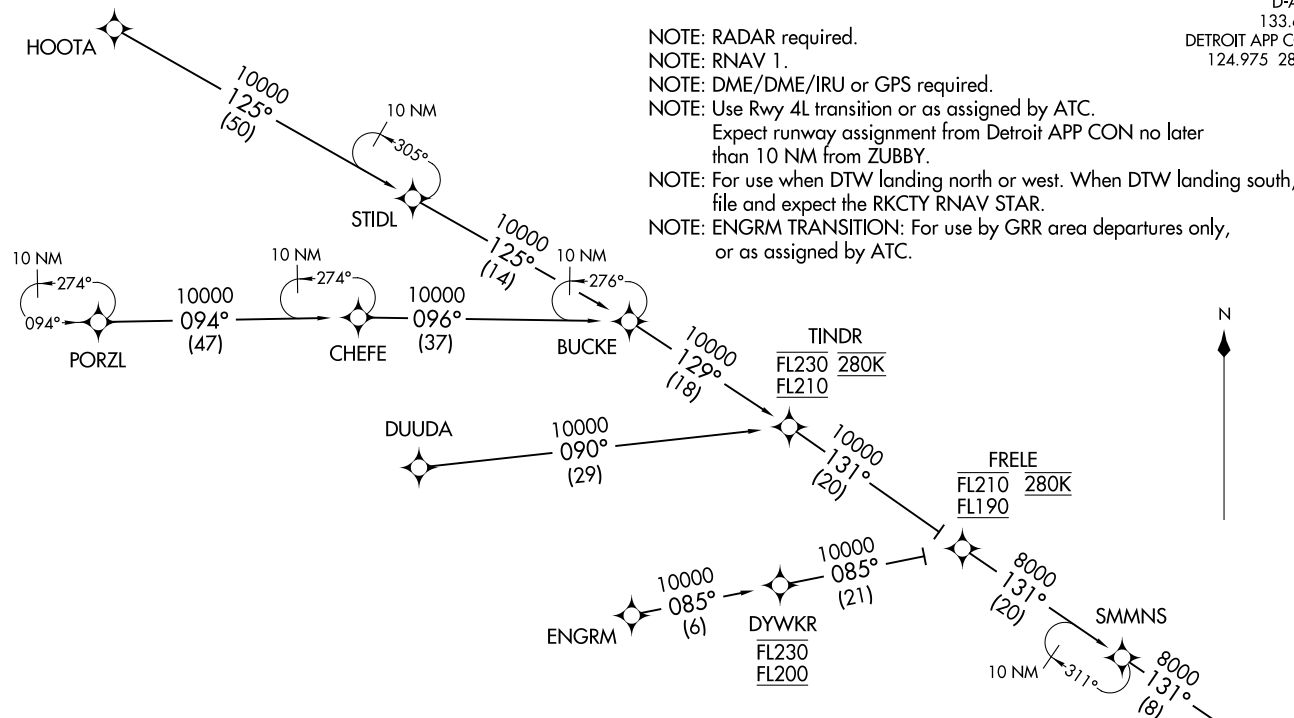 D-A
133.6
DETROIT APP CO
124.975 28
NOTE: RADAR required.
NOTE: RNAV 1.
NOTE: DME/DME/IRU or GPS required.
NOTE: Use Rwy 4L transition or as assigned by ATC.
Expect runway assignment from Detroit APP CON no later
than 10 NM from ZUBBY.
NOTE: For use when DTW landing north or west. When DTW landing south,
file and expect the RKCTY RNAV STAR.
NOTE: ENGRM TRANSITION: For use by GRR area departures only,
or as assigned by ATC.
HOOTA
10000
125°
(50)
10 NM
305°
STIDL
10000
125°
(14)
10 NM
274°
094°
PORZL
10000
094°
(47)
10 NM
274°
CHEFE
10000
096°
(37)
10 NM
276°
BUCKE
10000
129°
(18)
TINDR
FL230 280K
FL210
N
DUUDA
10000
090°
(29)
10000
131°
(20)
FRELE
FL210 280K
FL190
ENGRM
10000
085°
(6)
DYWKR
FL230
FL200
10000
085°
(21)
8000
131°
(20)
SMMNS
10 NM
311°
8000
131°
(8)